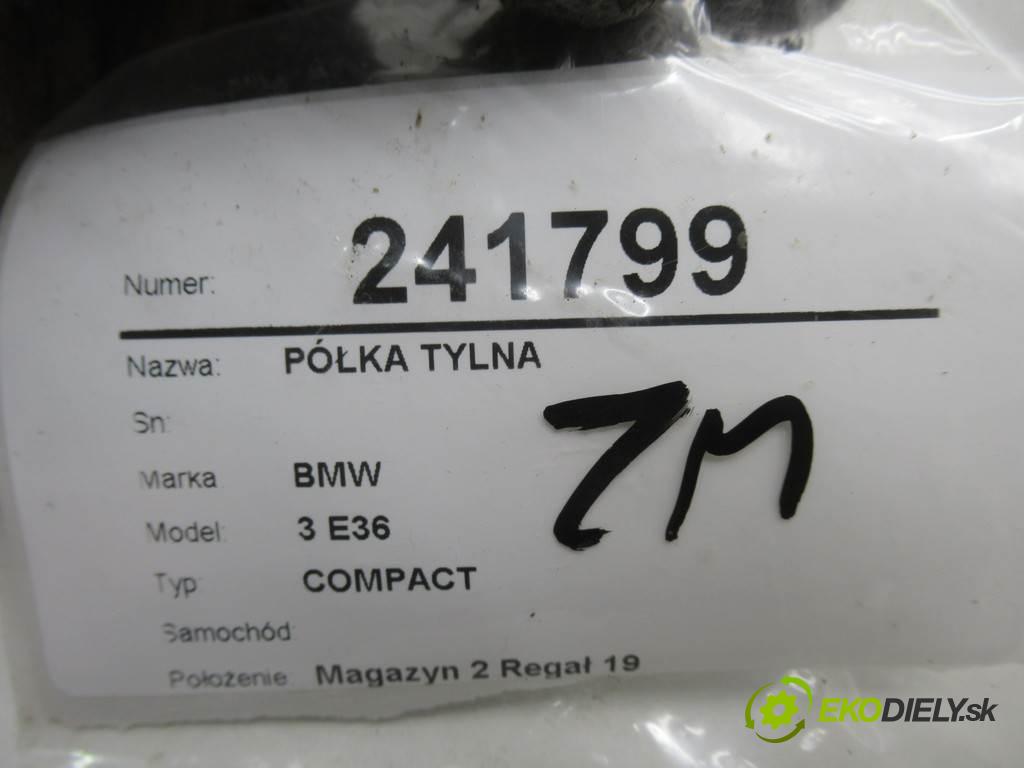 Numer: 241799
Nazwa: PÓŁKA TYLNA
Sn:
Marka BMW
Model: 3 E36
Typ: COMPACT
ZM
Samochód
Położenie Magazyn 2 Regał 19
EKODIELY.sk